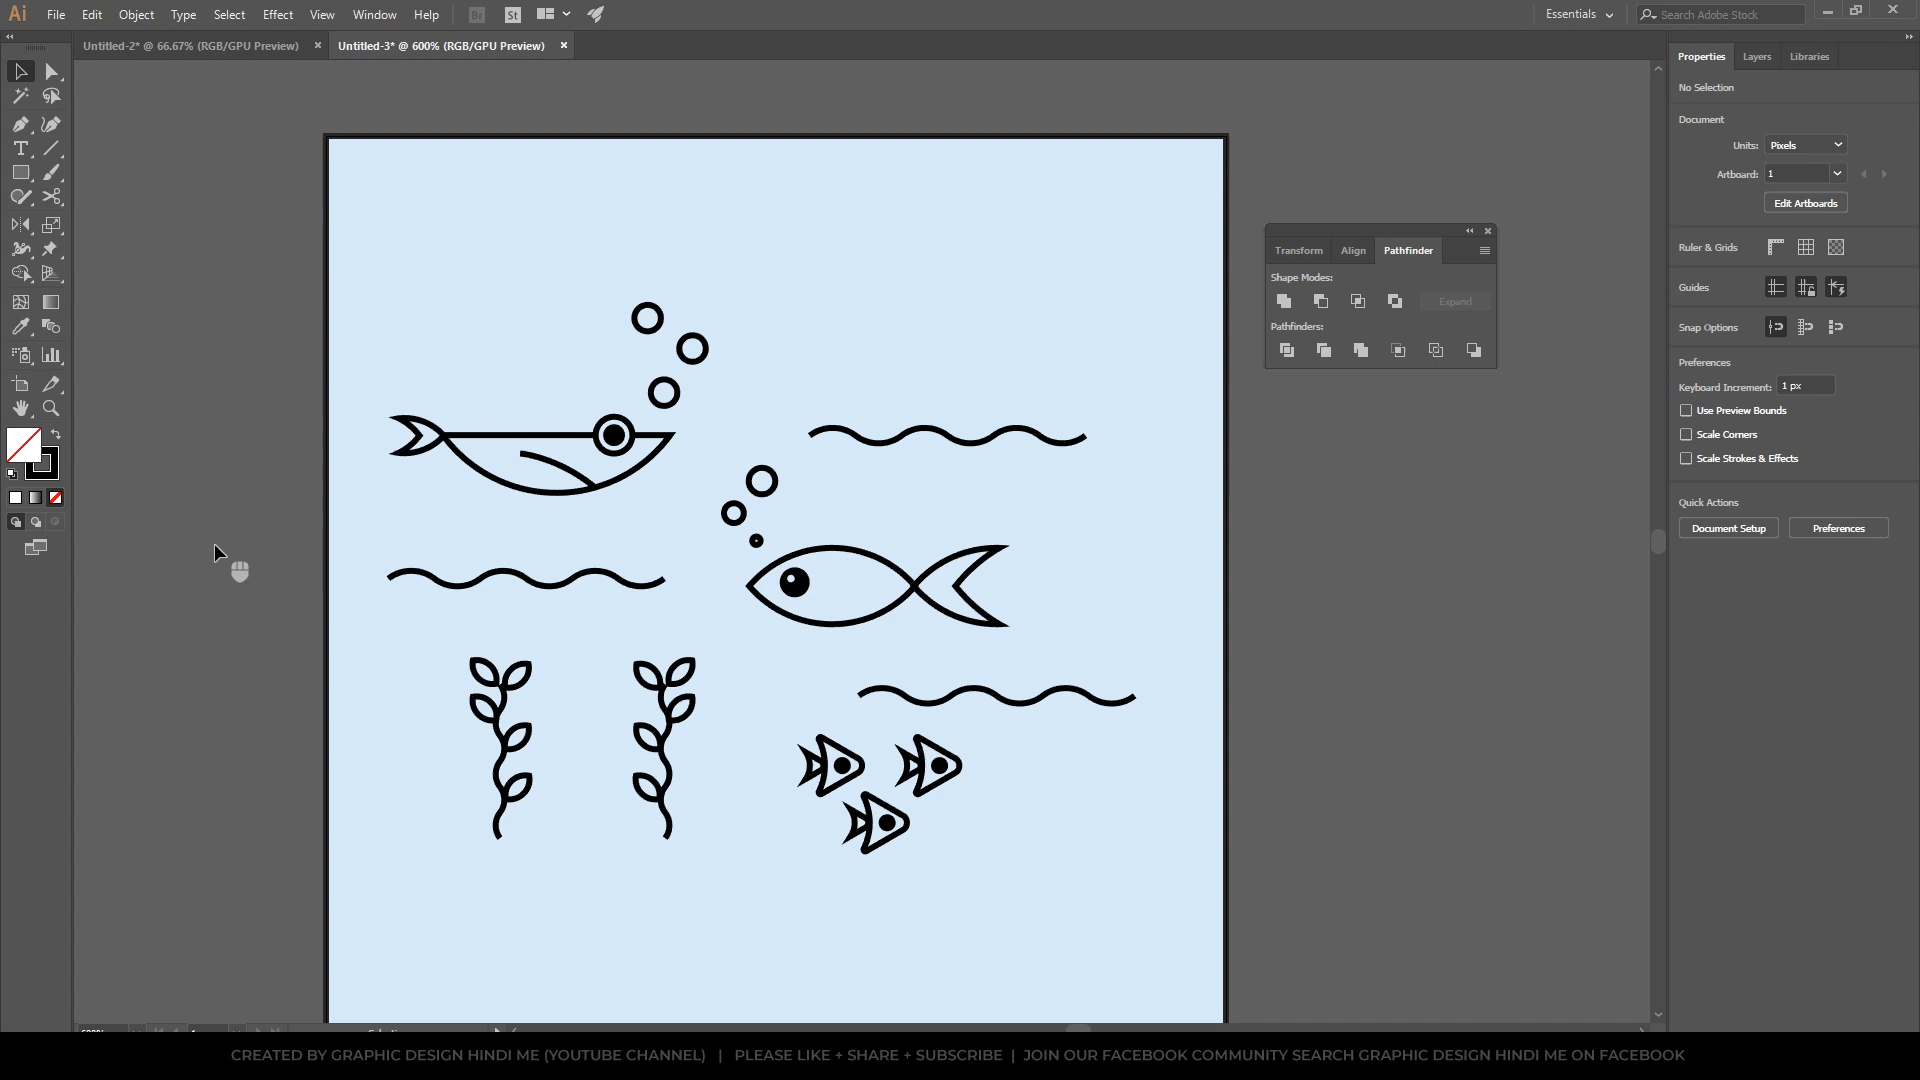 Ai File Edit Object Type Select Effect View Window Help Br St Essentials Search Adobe Stock
Untitled-2* @ 66.67% (RGB/GPU Preview) Untitled-3* @ 600% (RGB/GPU Preview)
Properties Layers Libraries
No Selection
Document
Units: Pixels
Artboard: 1
Edit Artboards
Ruler & Grids
Guides
Snap Options
Preferences
Keyboard Increment: 1 px
Use Preview Bounds
Scale Corners
Scale Strokes & Effects
Quick Actions
Document Setup Preferences
Transform Align Pathfinder
Shape Modes:
Expand
Pathfinders:
CREATED BY GRAPHIC DESIGN HINDI ME (YOUTUBE CHANNEL) | PLEASE LIKE + SHARE + SUBSCRIBE | JOIN OUR FACEBOOK COMMUNITY SEARCH GRAPHIC DESIGN HINDI ME ON FACEBOOK